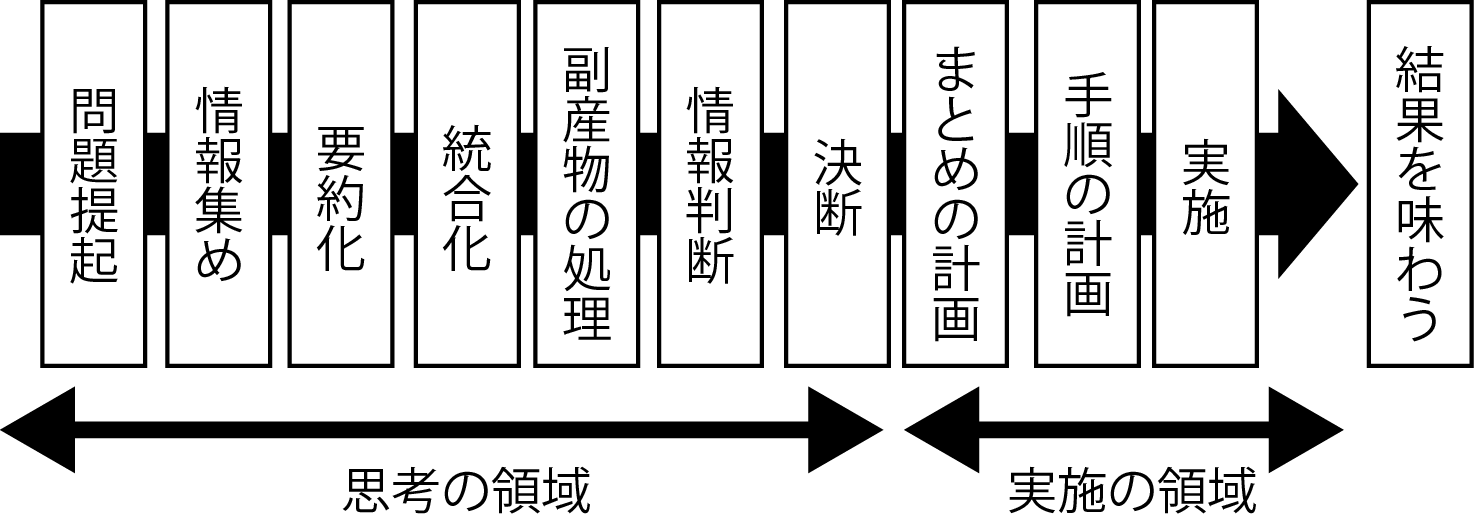 問題提起
情報集め
要約化
統合化
副産物の処理
情報判断
決断
まとめの計画
手順の計画
実施
結果を味わう
思考の領域
実施の領域